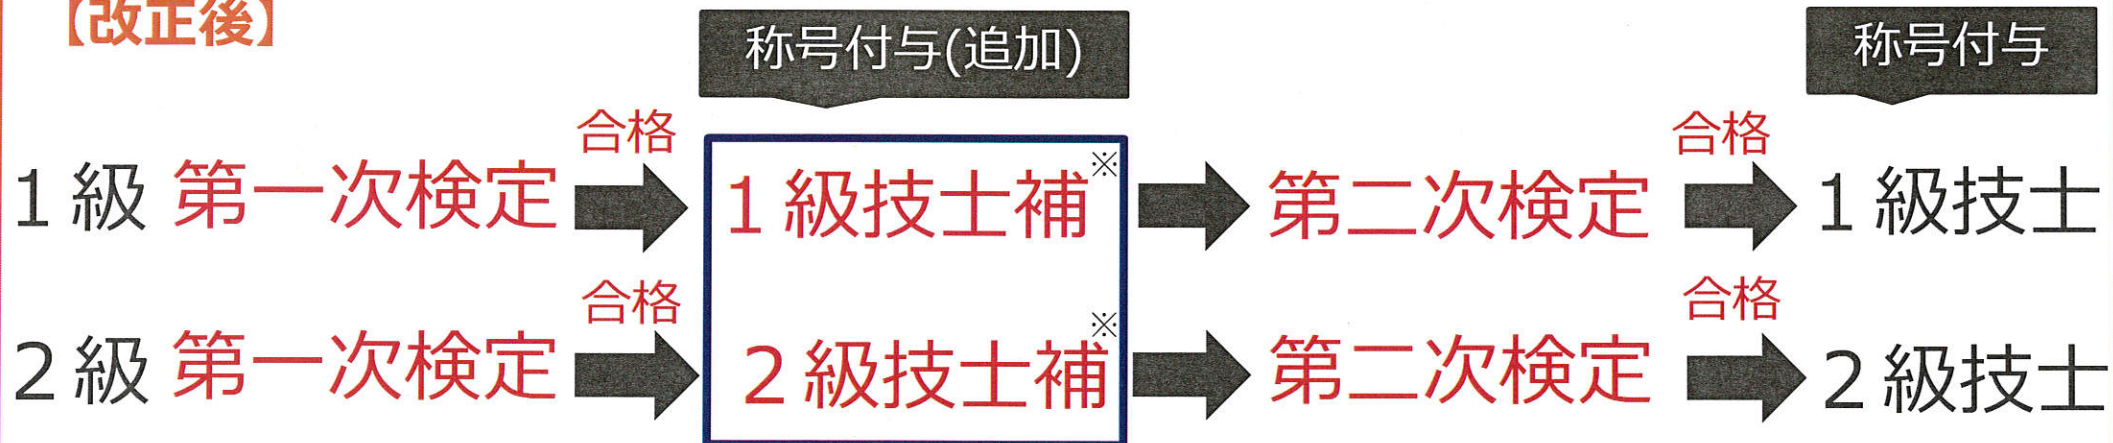 【改正後】
称号付与(追加)
称号付与
合格
合格
1級 第一次検定
1級技士補※
第二次検定
1級技士
合格
合格
2級 第一次検定
2級技士補※
第二次検定
2級技士